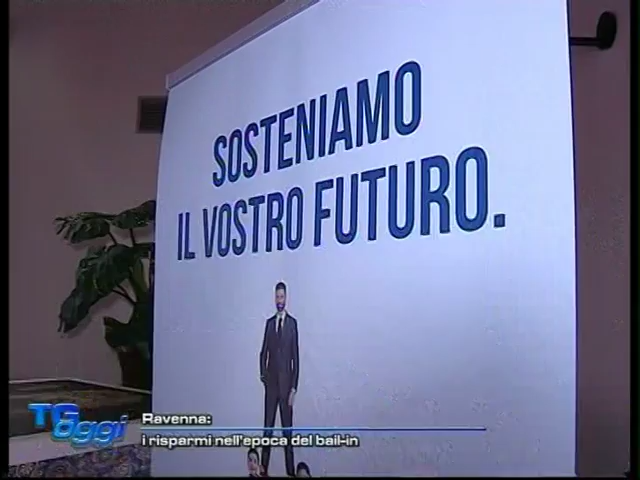 SOSTENIAMO
IL VOSTRO FUTURO.
TG oggi
Ravenna:
i risparmi nell'epoca del bail-in